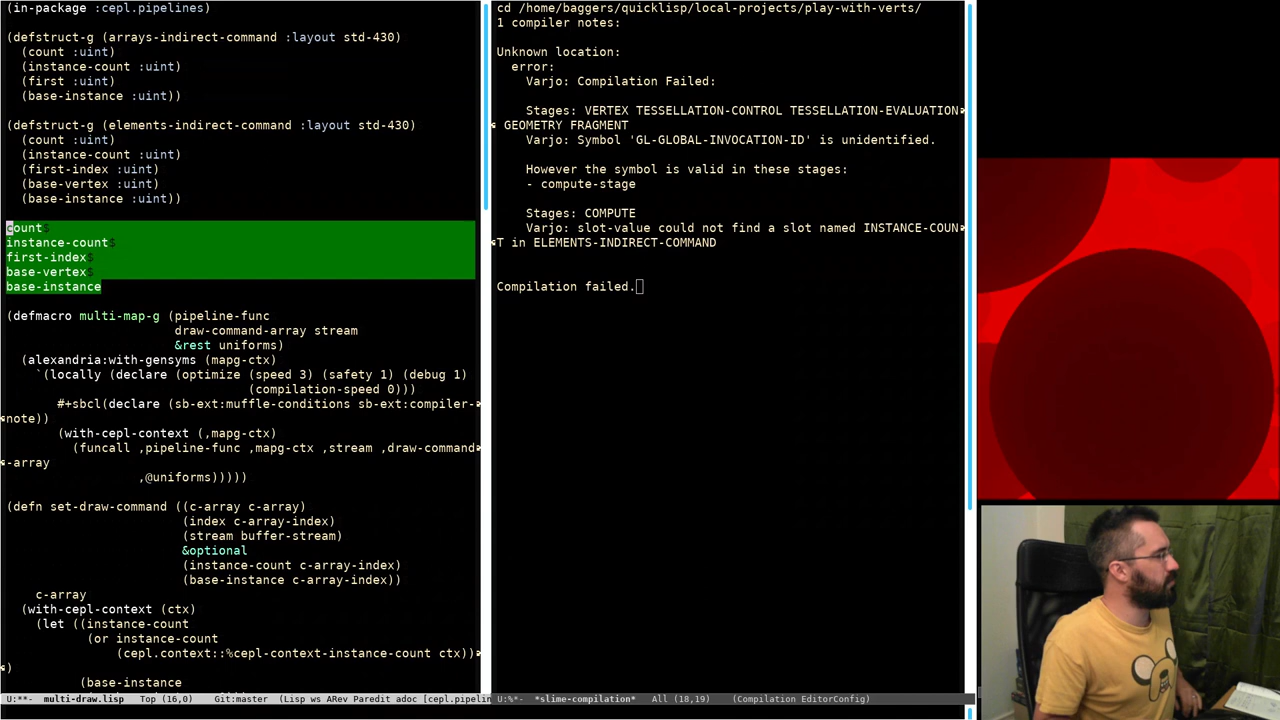 (in-package :cepl.pipelines)
(defstruct-g (arrays-indirect-command :layout std-430)
(count :uint)
(instance-count :uint)
(first :uint)
(base-instance :uint))
(defstruct-g (elements-indirect-command :layout std-430)
(count :uint)
(instance-count :uint)
(first-index :uint)
(base-vertex :uint)
(base-instance :uint))
count$
instance-count$
first-index$
base-vertex$
base-instance
(defmacro multi-map-g (pipeline-func
draw-command-array stream
&rest uniforms)
(alexandria:with-gensyms (mapg-ctx)
`(locally (declare (optimize (speed 3) (safety 1) (debug 1)
(compilation-speed 0)))
#+sbcl(declare (sb-ext:muffle-conditions sb-ext:compiler-
note))
(with-cepl-context (,mapg-ctx)
(funcall ,pipeline-func ,mapg-ctx ,stream ,draw-command
-array
,@uniforms)))))
(defn set-draw-command ((c-array c-array)
(index c-array-index)
(stream buffer-stream)
&optional
(instance-count c-array-index)
(base-instance c-array-index))
c-array
(with-cepl-context (ctx)
(let ((instance-count
(or instance-count
(cepl.context::%cepl-context-instance-count ctx))
)
(base-instance
U:**- multi-draw.lisp Top (16,0) Git:master (Lisp ws ARev Paredit adoc [cepl.pipelin
cd /home/baggers/quicklisp/local-projects/play-with-verts/
1 compiler notes:
Unknown location:
error:
Varjo: Compilation Failed:
Stages: VERTEX TESSELLATION-CONTROL TESSELLATION-EVALUATION
GEOMETRY FRAGMENT
Varjo: Symbol 'GL-GLOBAL-INVOCATION-ID' is unidentified.
However the symbol is valid in these stages:
- compute-stage
Stages: COMPUTE
Varjo: slot-value could not find a slot named INSTANCE-COUN
T in ELEMENTS-INDIRECT-COMMAND
Compilation failed.
U:%*- *slime-compilation* All (18,19) (Compilation EditorConfig)